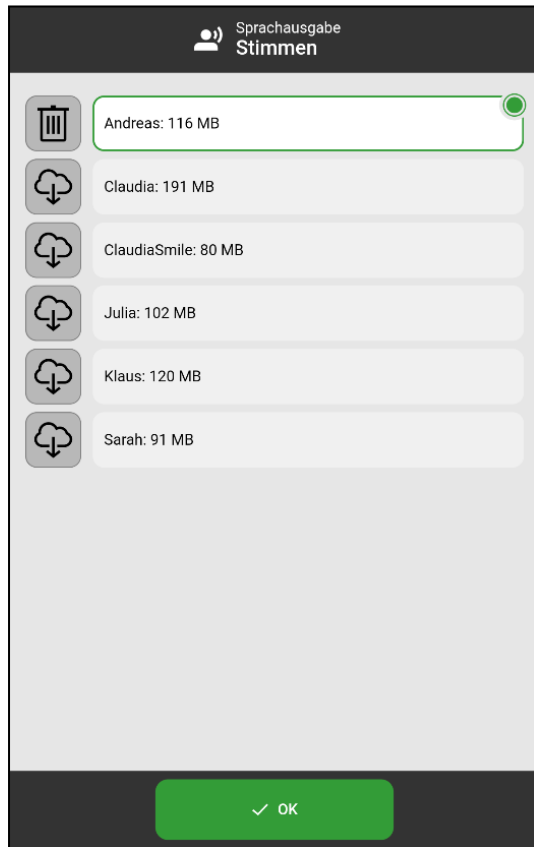 Sprachausgabe
Stimmen
Andreas: 116 MB
Claudia: 191 MB
ClaudiaSmile: 80 MB
Julia: 102 MB
Klaus: 120 MB
Sarah: 91 MB
OK